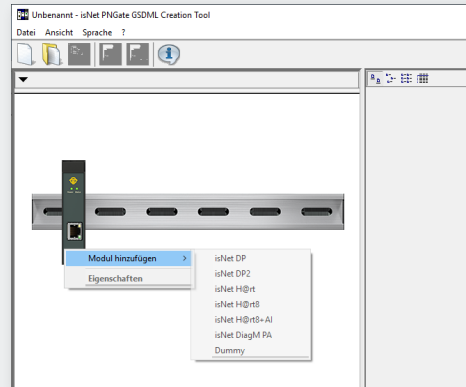 Unbenannt - isNet PNGate GSDML Creation Tool
Datei Ansicht Sprache ?
Modul hinzufügen
Eigenschaften
isNet DP
isNet DP2
isNet H@rt
isNet H@rt8
isNet H@rt8+AI
isNet DiagM PA
Dummy